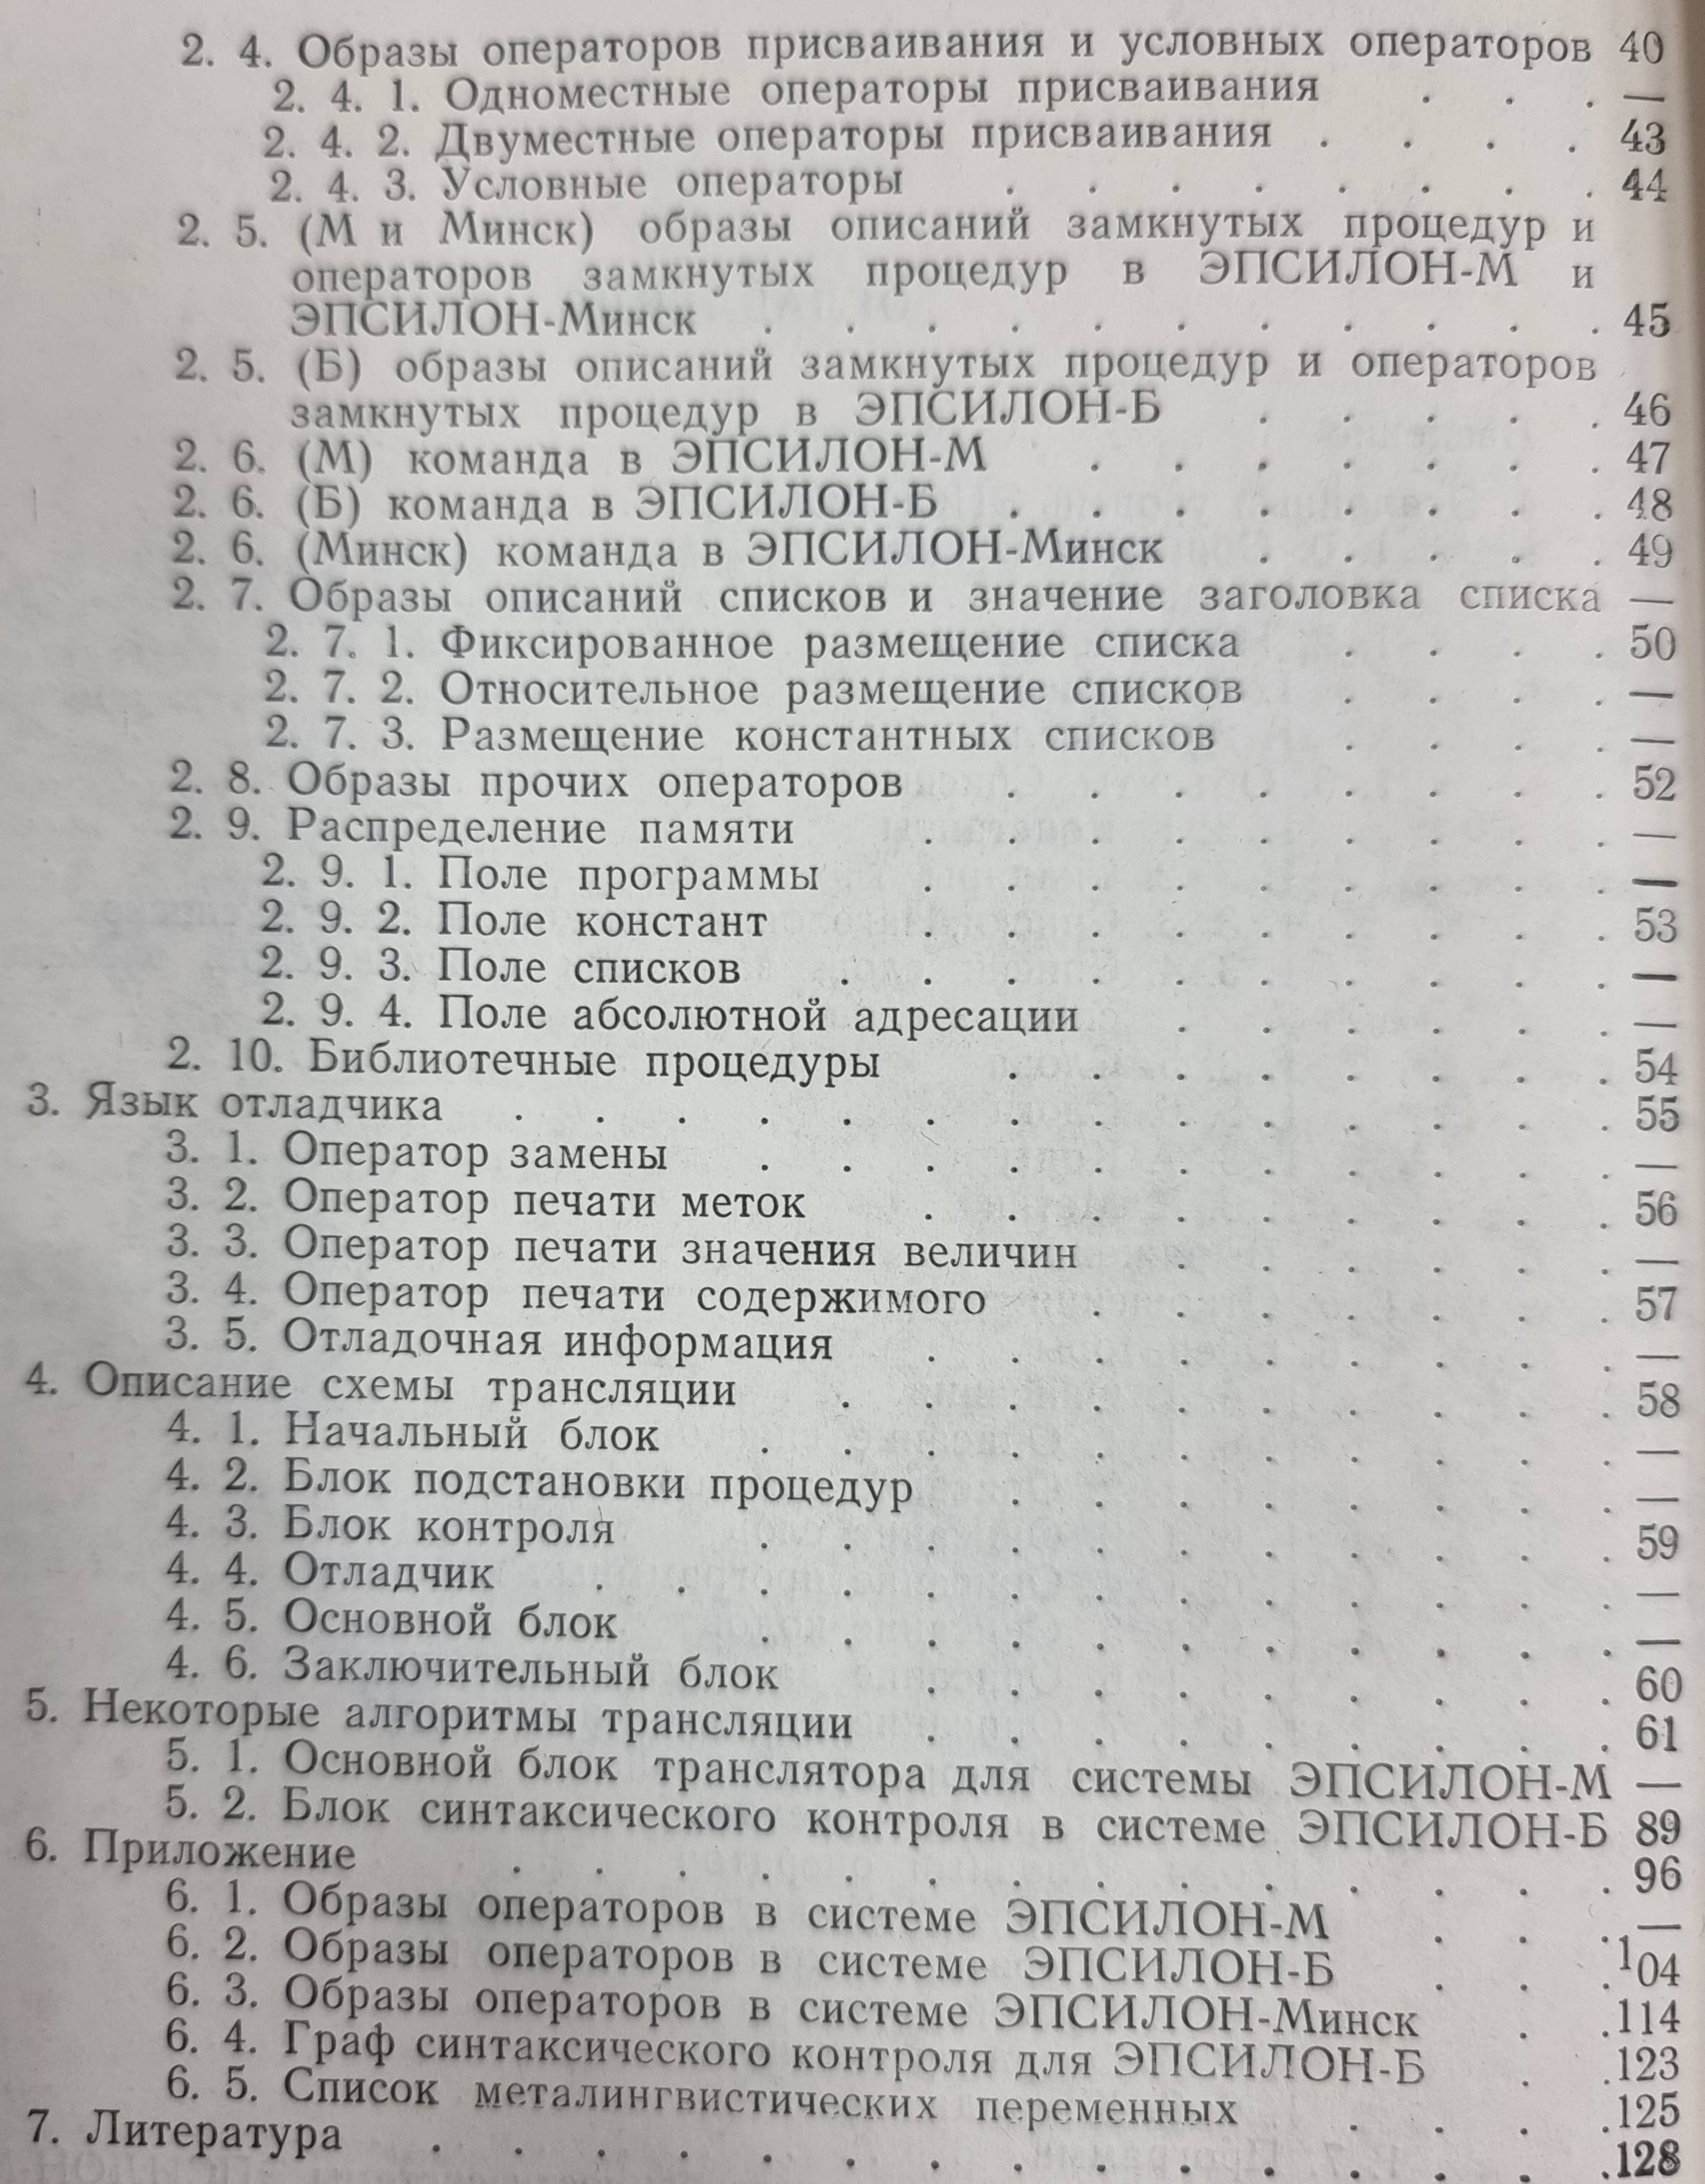 2. 4. Образы операторов присваивания и условных операторов 40
2. 4. 1. Одноместные операторы присваивания . . . —
2. 4. 2. Двуместные операторы присваивания . . . . 43
2. 4. 3. Условные операторы . . . . . . . . 44
2. 5. (М и Минск) образы описаний замкнутых процедур и
операторов замкнутых процедур в ЭПСИЛОН-М и
ЭПСИЛОН-Минск . . . . . . . . . . . 45
2. 5. (Б) образы описаний замкнутых процедур и операторов
замкнутых процедур в ЭПСИЛОН-Б . . . . . 46
2. 6. (М) команда в ЭПСИЛОН-М . . . . . . . 47
2. 6. (Б) команда в ЭПСИЛОН-Б . . . . . . . . 48
2. 6. (Минск) команда в ЭПСИЛОН-Минск . . . . . 49
2. 7. Образы описаний списков и значение заголовка списка —
2. 7. 1. Фиксированное размещение списка . . . . 50
2. 7. 2. Относительное размещение списков . . . . —
2. 7. 3. Размещение константных списков . . . . —
2. 8. Образы прочих операторов . . . . . . . . 52
2. 9. Распределение памяти . . . . . . . . . —
2. 9. 1. Поле программы . . . . . . . . . —
2. 9. 2. Поле констант . . . . . . . . . 53
2. 9. 3. Поле списков . . . . . . . . . . —
2. 9. 4. Поле абсолютной адресации . . . . . . —
2. 10. Библиотечные процедуры . . . . . . . . 54
3. Язык отладчика . . . . . . . . . . . . . . 55
3. 1. Оператор замены . . . . . . . . . . . —
3. 2. Оператор печати меток . . . . . . . . . 56
3. 3. Оператор печати значения величин . . . . . . —
3. 4. Оператор печати содержимого . . . . . . . 57
3. 5. Отладочная информация . . . . . . . . . —
4. Описание схемы трансляции . . . . . . . . . . 58
4. 1. Начальный блок . . . . . . . . . . . —
4. 2. Блок подстановки процедур . . . . . . . . —
4. 3. Блок контроля . . . . . . . . . . . 59
4. 4. Отладчик . . . . . . . . . . . . . —
4. 5. Основной блок . . . . . . . . . . . —
4. 6. Заключительный блок . . . . . . . . . 60
5. Некоторые алгоритмы трансляции . . . . . . . . . 61
5. 1. Основной блок транслятора для системы ЭПСИЛОН-М —
5. 2. Блок синтаксического контроля в системе ЭПСИЛОН-Б 89
6. Приложение . . . . . . . . . . . . . . 96
6. 1. Образы операторов в системе ЭПСИЛОН-М . . . —
6. 2. Образы операторов в системе ЭПСИЛОН-Б . . . 104
6. 3. Образы операторов в системе ЭПСИЛОН-Минск . . 114
6. 4. Граф синтаксического контроля для ЭПСИЛОН-Б . . 123
6. 5. Список металингвистических переменных . . . . 125
7. Литература . . . . . . . . . . . . . . . 128